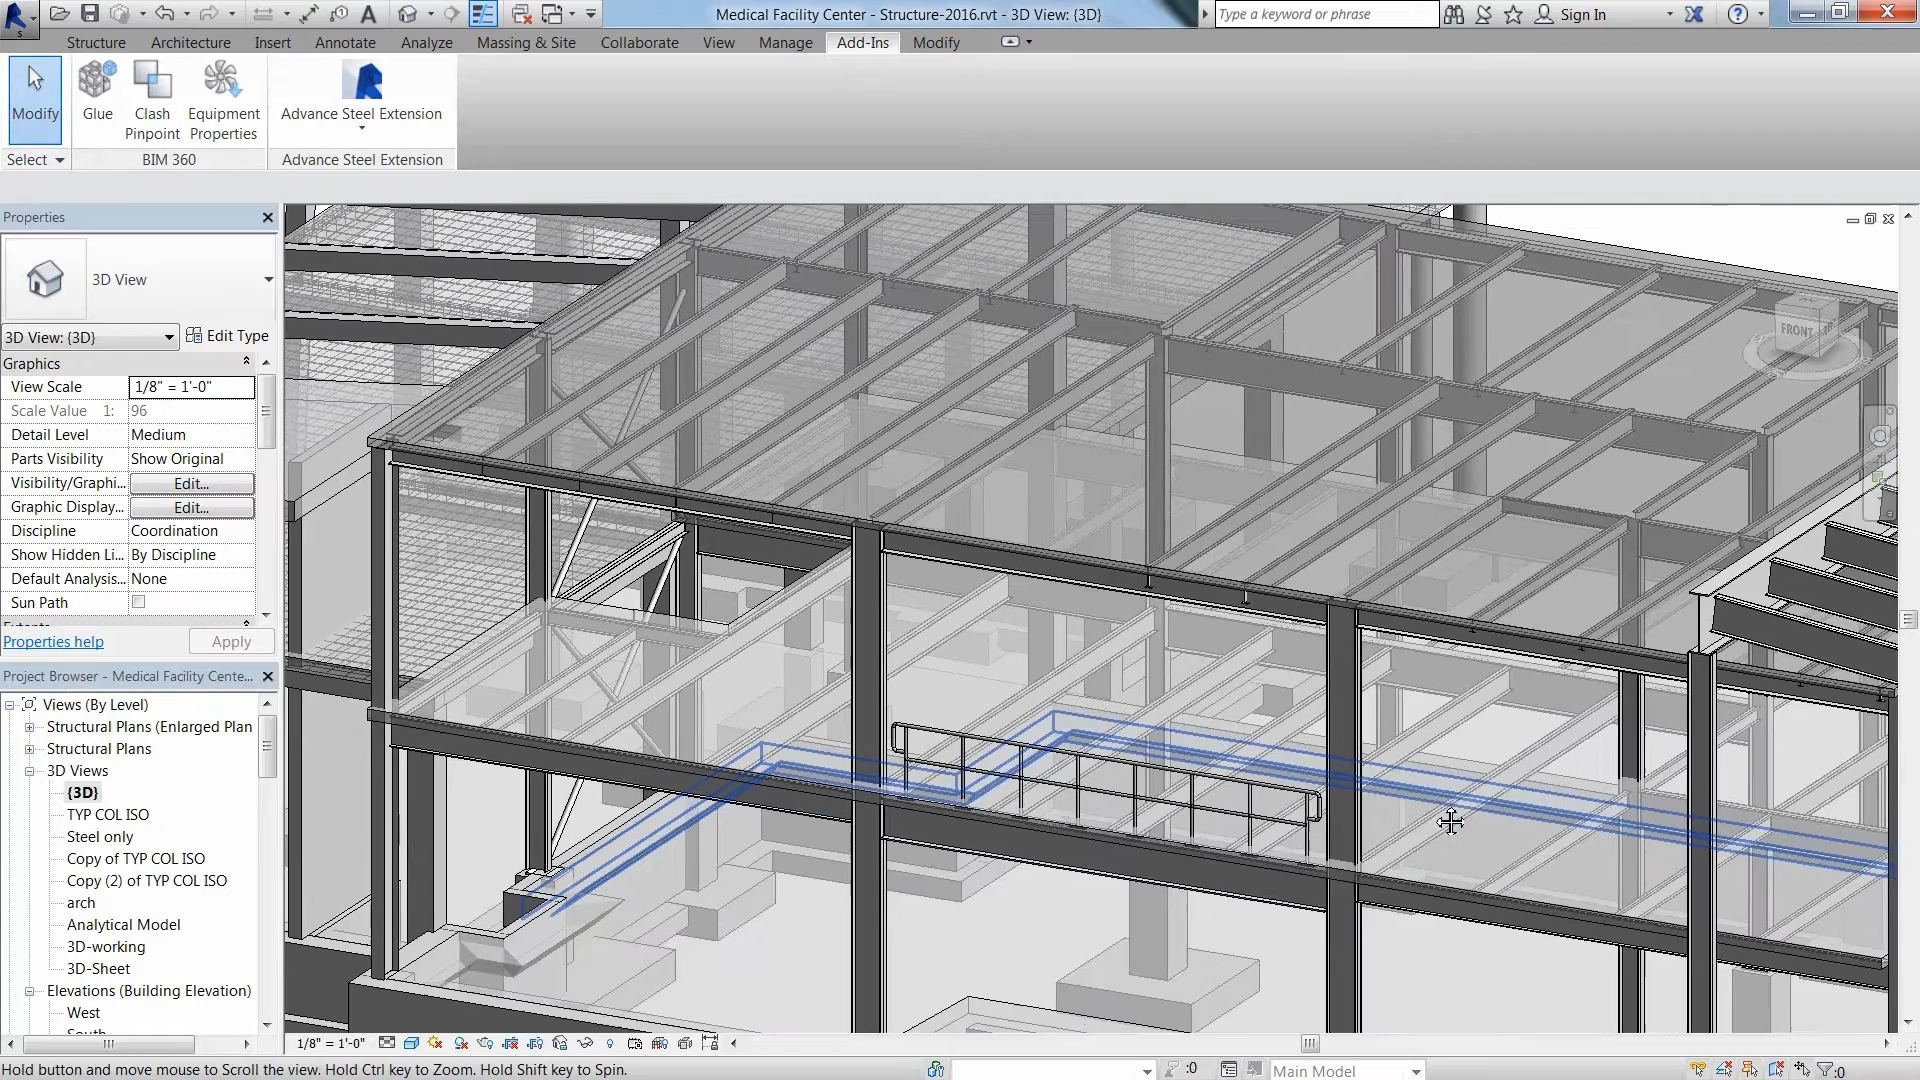 Medical Facility Center - Structure-2016.rvt - 3D View: {3D}
Type a keyword or phrase
Sign In
Structure Architecture Insert Annotate Analyze Massing & Site Collaborate View Manage Add-Ins Modify
Modify
Glue
Clash
Pinpoint
Equipment
Properties
Advance Steel Extension
Select
BIM 360
Advance Steel Extension
Properties
3D View
3D View: {3D}
Edit Type
Graphics
View Scale 1/8" = 1'-0"
Scale Value 1: 96
Detail Level Medium
Parts Visibility Show Original
Visibility/Graphi... Edit...
Graphic Display... Edit...
Discipline Coordination
Show Hidden Li... By Discipline
Default Analysis... None
Sun Path
Properties help
Apply
Project Browser - Medical Facility Cente...
Views (By Level)
Structural Plans (Enlarged Plan
Structural Plans
3D Views
{3D}
TYP COL ISO
Steel only
Copy of TYP COL ISO
Copy (2) of TYP COL ISO
arch
Analytical Model
3D-working
3D-Sheet
Elevations (Building Elevation)
West
FRONT
1/8" = 1'-0"
Hold button and move mouse to Scroll the view. Hold Ctrl key to Zoom. Hold Shift key to Spin.
:0
Main Model
:0